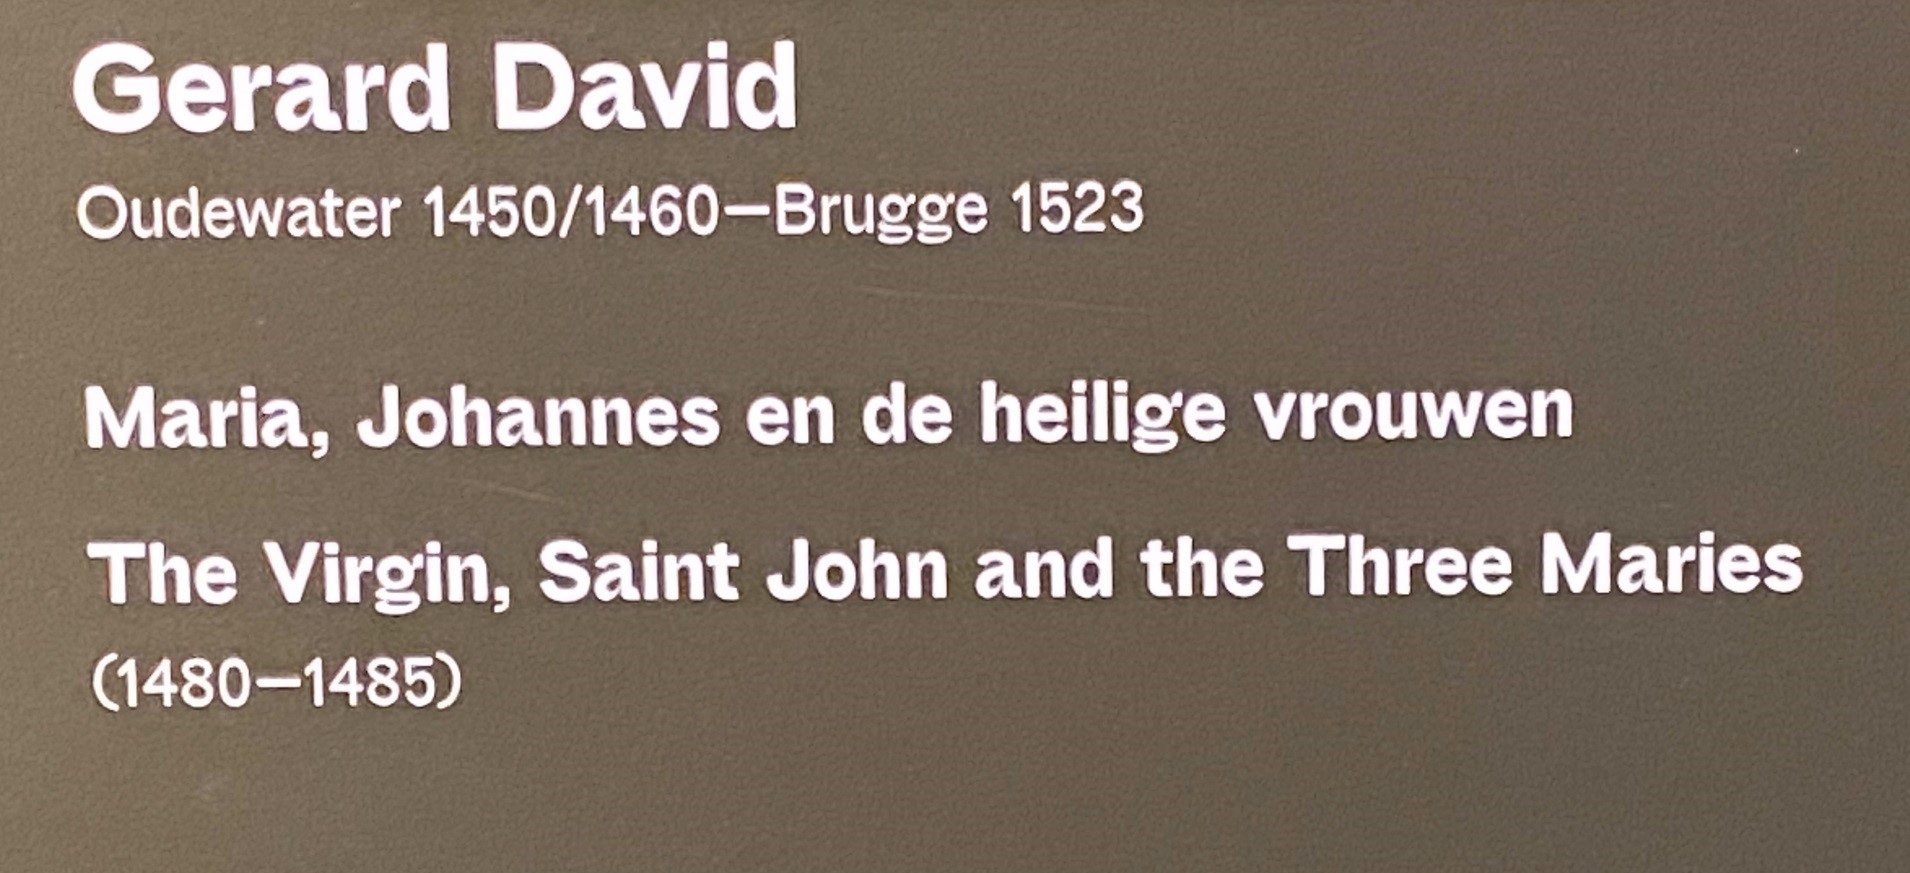 Gerard David
Oudewater 1450/1460—Brugge 1523
Maria, Johannes en de heilige vrouwen
The Virgin, Saint John and the Three Maries
(1480—1485)